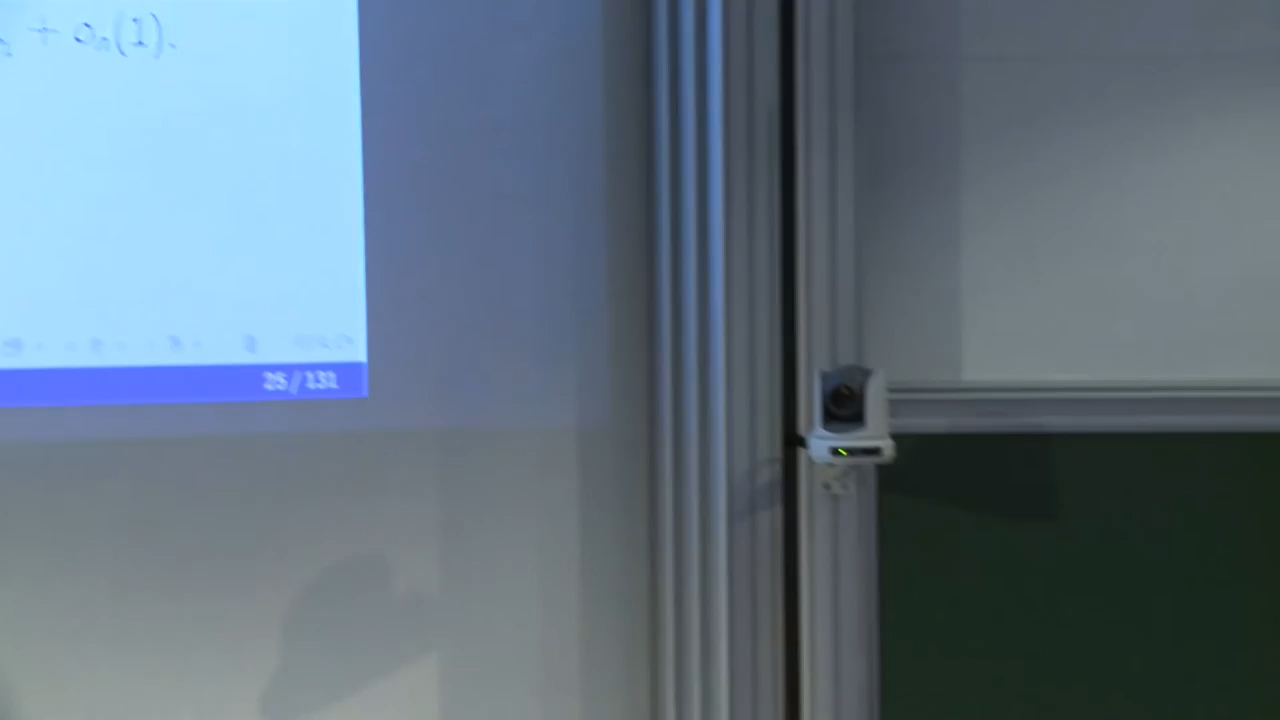 + o_n(1).
25/131